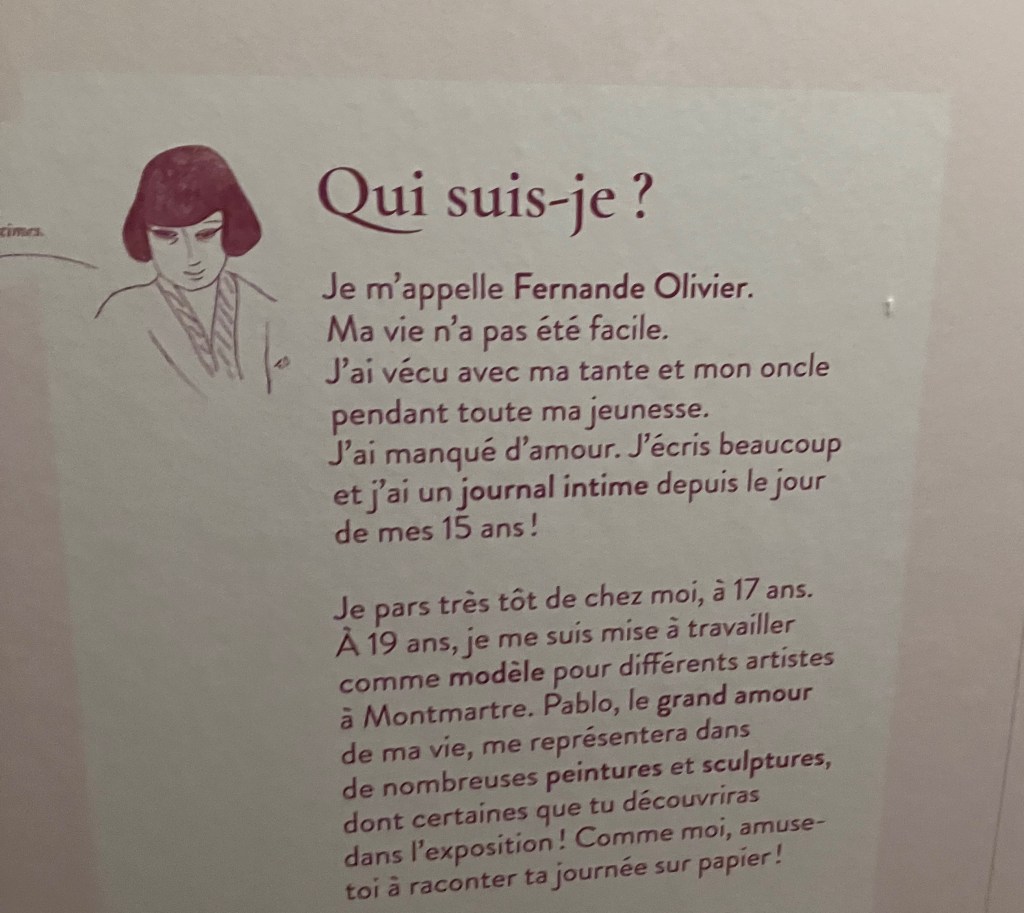 times.
Qui suis-je ?
Je m'appelle Fernande Olivier.
Ma vie n'a pas été facile.
J'ai vécu avec ma tante et mon oncle
pendant toute ma jeunesse.
J'ai manqué d'amour. J'écris beaucoup
et j'ai un journal intime depuis le jour
de mes 15 ans !
Je pars très tôt de chez moi, à 17 ans.
À 19 ans, je me suis mise à travailler
comme modèle pour différents artistes
à Montmartre. Pablo, le grand amour
de ma vie, me représentera dans
de nombreuses peintures et sculptures,
dont certaines que tu découvriras
dans l'exposition ! Comme moi, amuse-
toi à raconter ta journée sur papier !